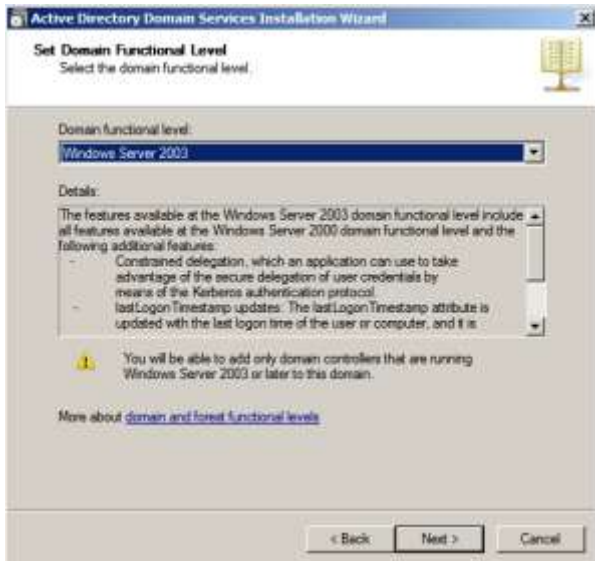 Active Directory Domain Services Installation Wizard
Set Domain Functional Level
Select the domain functional level.
Domain functional level:
Windows Server 2003
Details:
The features available at the Windows Server 2003 domain functional level include
all features available at the Windows Server 2000 domain functional level and the
following additional features:
- Constrained delegation, which an application can use to take
advantage of the secure delegation of user credentials by
means of the Kerberos authentication protocol.
- lastLogonTimestamp updates. The lastLogonTimestamp attribute is
updated with the last logon time of the user or computer, and it is
You will be able to add only domain controllers that are running
Windows Server 2003 or later to this domain.
More about domain and forest functional levels
< Back
Next >
Cancel